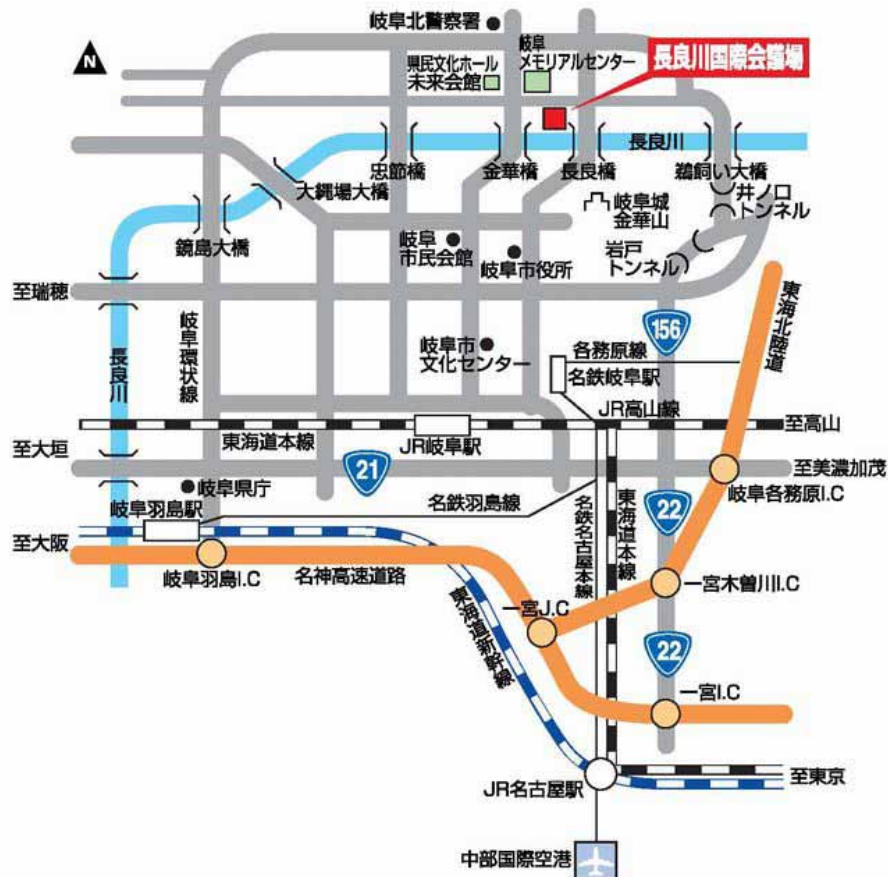 岐阜北警察署
N
県民文化ホール
未来会館
岐阜
メモリアルセンター
長良川国際会議場
長良川
忠節橋
金華橋
長良橋
鵜飼い大橋
大縄場大橋
岐阜城
金華山
井ノ口
トンネル
鏡島大橋
岐阜
市民会館
岐阜市役所
岩戸
トンネル
至瑞穂
岐阜環状線
長良川
156
東海北陸道
岐阜市
文化センター
各務原線
名鉄岐阜駅
JR高山線
至高山
東海道本線
JR岐阜駅
至大垣
21
至美濃加茂
岐阜県庁
岐阜羽島駅
名鉄羽島線
名鉄名古屋本線
東海道本線
22
岐阜各務原I.C
至大阪
岐阜羽島I.C
名神高速道路
東海道新幹線
一宮J.C
一宮木曽川I.C
22
一宮I.C
JR名古屋駅
至東京
中部国際空港